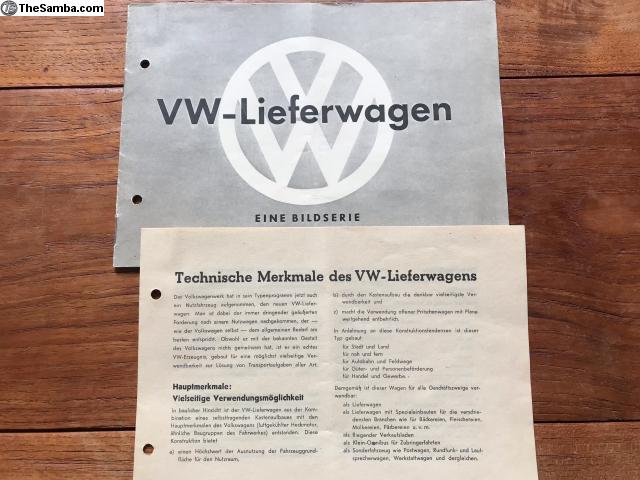 TheSamba.com
VW-Lieferwagen
EINE BILDSERIE
Technische Merkmale des VW-Lieferwagens
Das Volkswagenwerk hat in sein Typenprogramm jetzt auch
ein Nutzfahrzeug aufgenommen, den neuen VW-Liefer-
wagen. Man ist dabei der immer dringender geäußerten
Forderung nach einem Nutzwagen nachgekommen, der —
wie der Volkswagen selbst — dem allgemeinen Bedarf am
besten entspricht. Obwohl er mit der bekannten Gestalt
des Volkswagens nichts gemeinsam hat, ist er ein echtes
VW-Erzeugnis, gebaut für eine möglichst vielseitige Ver-
wendbarkeit zur Lösung von Transportaufgaben aller Art.
Hauptmerkmale:
Vielseitige Verwendungsmöglichkeit
In baulicher Hinsicht ist der VW-Lieferwagen aus der Kom-
bination eines selbsttragenden Kastenaufbaues mit den
Hauptmerkmalen des Volkswagens (luftgekühlter Heckmotor,
ähnliche Baugruppen des Fahrwerkes) entstanden. Diese
Konstruktion bietet
a) einen Höchstwert der Ausnutzung der Fahrzeuggrund-
fläche für den Nutzraum,
b) durch den Kastenaufbau die denkbar vielseitigste Ver-
wendbarkeit und
c) macht die Verwendung offener Pritschenwagen mit Plane
weitgehend entbehrlich.
In Anlehnung an diese Konstruktionstendenzen ist dieser
Typ gebaut
für Stadt und Land
für nah und fern
für Autobahn und Feldwege
für Güter- und Personenbeförderung
für Handel und Gewerbe.
Demgemäß ist dieser Wagen für alle Geschäftszweige ver-
wendbar:
als Lieferwagen
als Lieferwagen mit Spezialeinbauten für die verschie-
densten Branchen wie für Bäckereien, Fleischereien,
Molkereien, Färbereien u. v. m.
als fliegender Verkaufsladen
als Klein-Omnibus für Zubringerfahrten
als Sonderfahrzeug wie Postwagen, Rundfunk- und Laut-
sprecherwagen, Werkstattwagen und dergleichen.